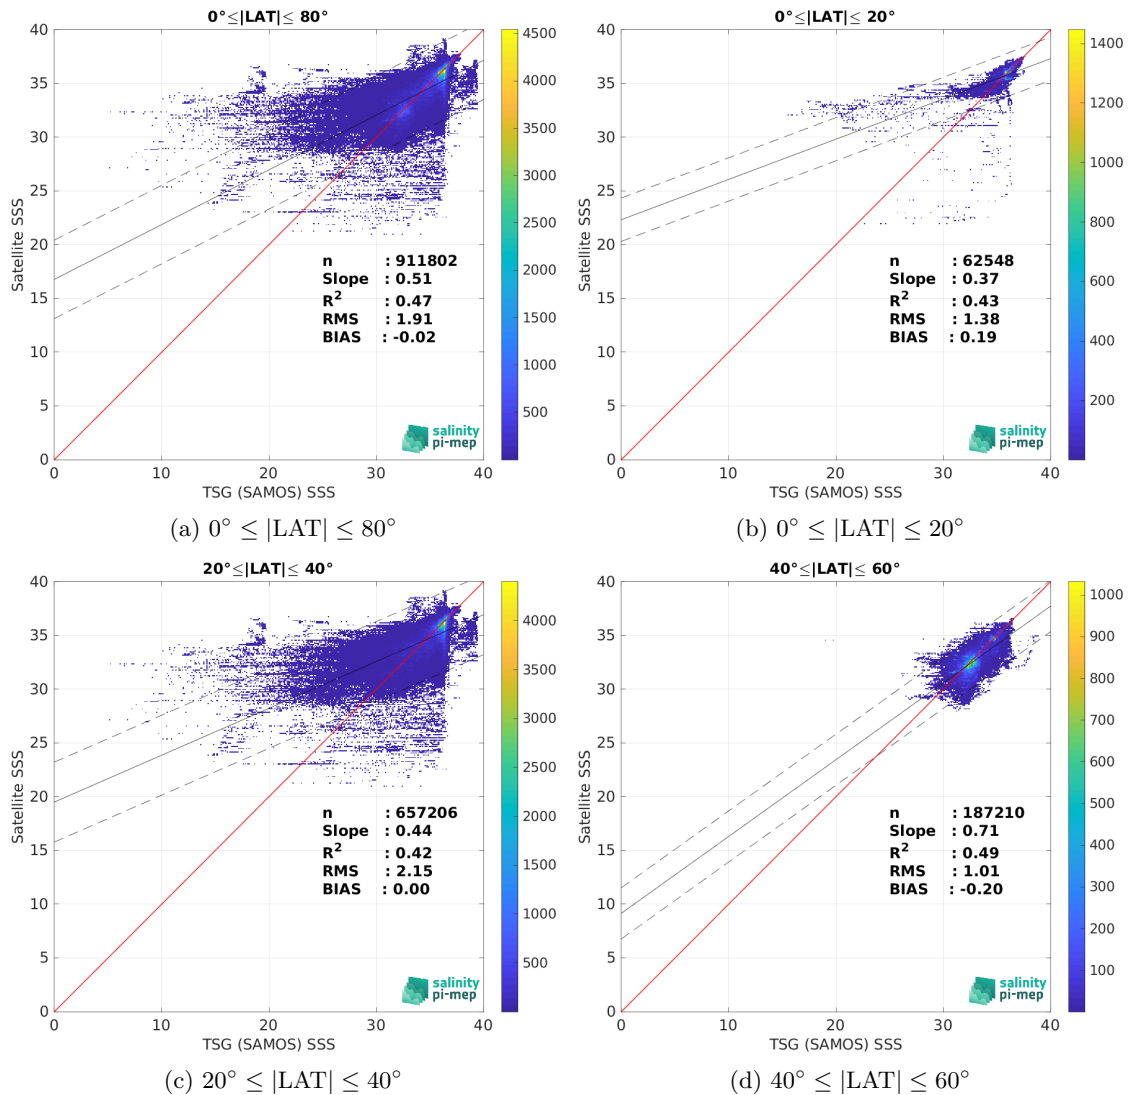 0°≤|LAT|≤ 80°
Satellite SSS
40
35
30
25
20
15
10
5
0
n : 911802
Slope : 0.51
R2 : 0.47
RMS : 1.91
BIAS : -0.02
salinity
pi-mep
0 10 20 30 40
TSG (SAMOS) SSS
4500
4000
3500
3000
2500
2000
1500
1000
500
(a) 0° ≤ |LAT| ≤ 80°
0°≤|LAT|≤ 20°
Satellite SSS
40
35
30
25
20
15
10
5
0
n : 62548
Slope : 0.37
R2 : 0.43
RMS : 1.38
BIAS : 0.19
salinity
pi-mep
0 10 20 30 40
TSG (SAMOS) SSS
1400
1200
1000
800
600
400
200
(b) 0° ≤ |LAT| ≤ 20°
20°≤|LAT|≤ 40°
Satellite SSS
40
35
30
25
20
15
10
5
0
n : 657206
Slope : 0.44
R2 : 0.42
RMS : 2.15
BIAS : 0.00
salinity
pi-mep
0 10 20 30 40
TSG (SAMOS) SSS
4000
3500
3000
2500
2000
1500
1000
500
(c) 20° ≤ |LAT| ≤ 40°
40°≤|LAT|≤ 60°
Satellite SSS
40
35
30
25
20
15
10
5
0
n : 187210
Slope : 0.71
R2 : 0.49
RMS : 1.01
BIAS : -0.20
salinity
pi-mep
0 10 20 30 40
TSG (SAMOS) SSS
1000
900
800
700
600
500
400
300
200
100
(d) 40° ≤ |LAT| ≤ 60°